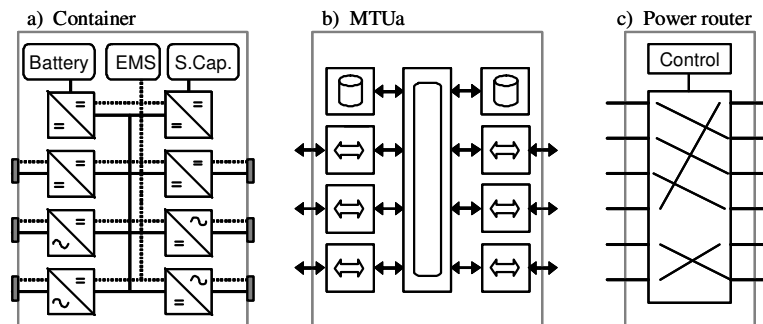 a) Container
b) MTUa
c) Power router
Battery
EMS
S.Cap.
Control